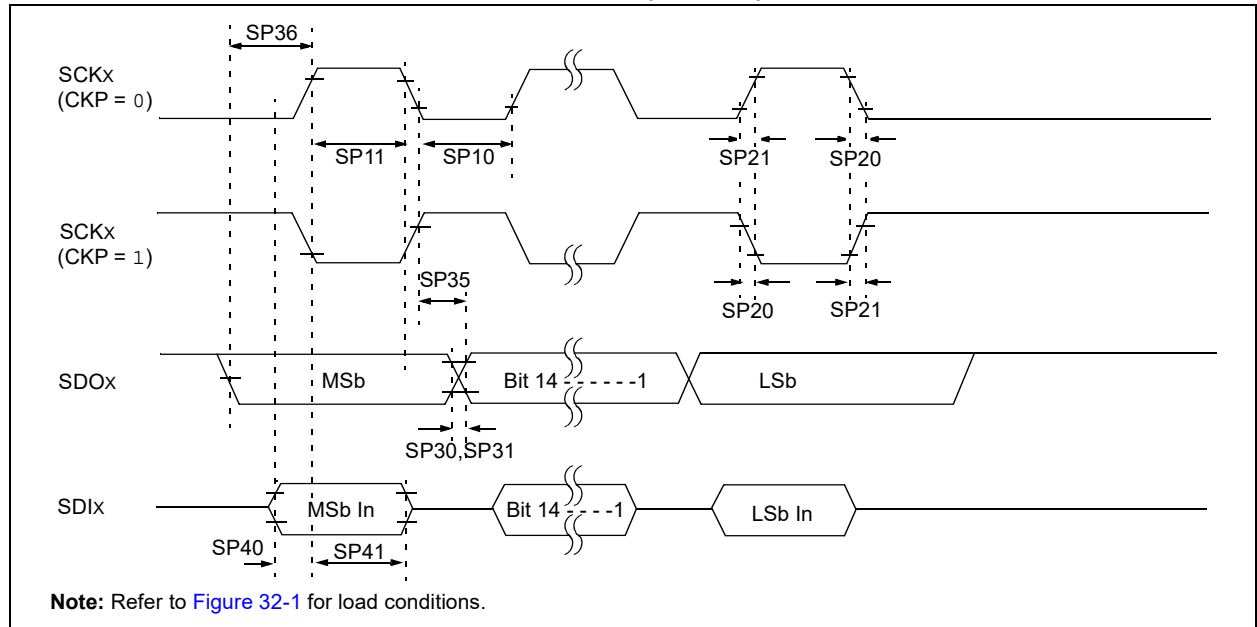 SP36
SCKx
(CKP = 0)
SP11
SP10
SP21
SP20
SCKx
(CKP = 1)
SP35
SP20
SP21
SDOx
MSb
Bit 14 - - - - - -1
LSb
SP30,SP31
SDIx
MSb In
Bit 14 - - - -1
LSb In
SP40
SP41
Note: Refer to Figure 32-1 for load conditions.